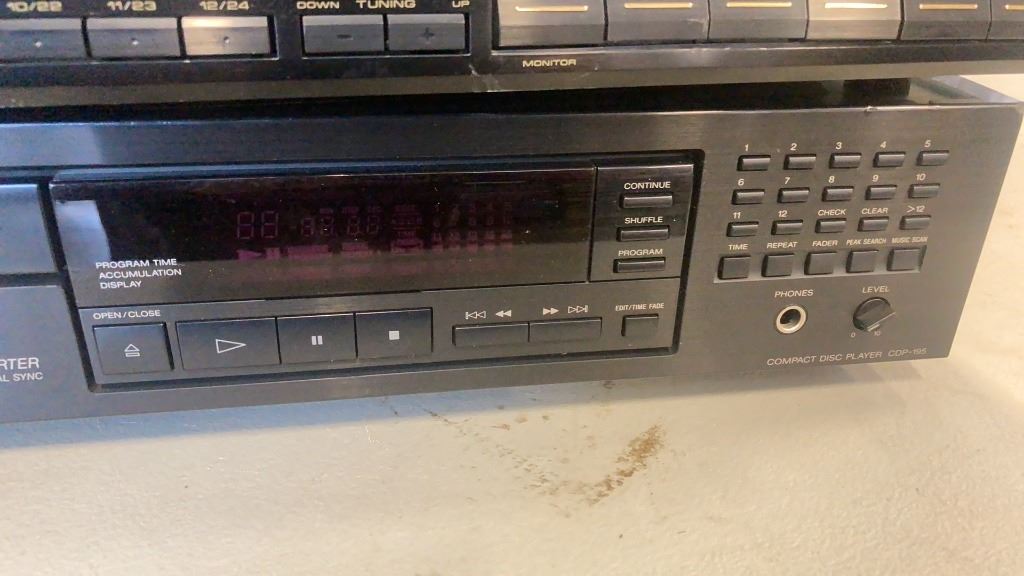 10/22 11/23 12/24
DOWN TUNING UP
- +
MONITOR
CONTINUE
SHUFFLE
PROGRAM
PROGRAM TIME
ACCUMULATION
DISPLAY
1 2 3 4 5
6 7 8 9 10
11 12 CHECK CLEAR >12
TIME REPEAT FADER PEAK SEARCH MUSIC SCAN
OPEN/CLOSE
EDIT/TIME FADE
PHONES LEVEL
0 10
RTER
AL SYNC
COMPACT DISC PLAYER CDP-195